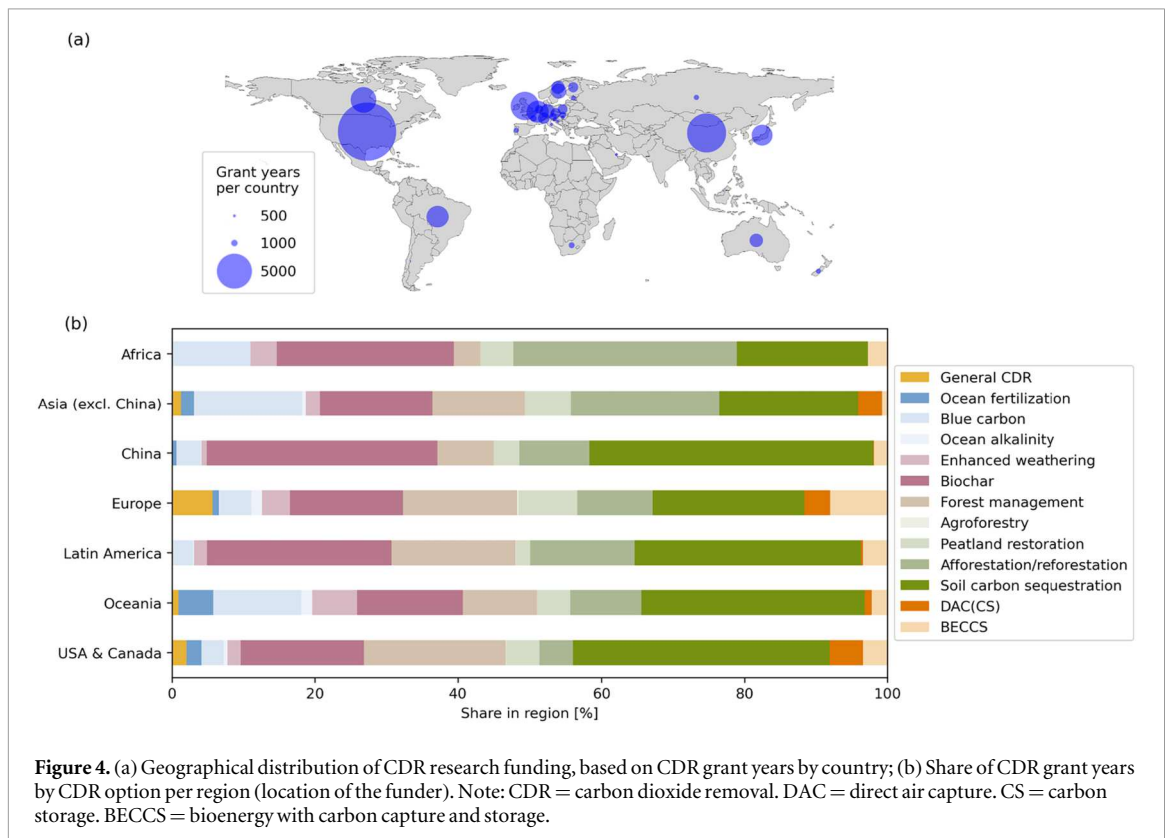 (a)
Grant years
per country
500
1000
5000
(b)
Africa
Asia (excl. China)
China
Europe
Latin America
Oceania
USA & Canada
0 20 40 60 80 100
Share in region [%]
General CDR
Ocean fertilization
Blue carbon
Ocean alkalinity
Enhanced weathering
Biochar
Forest management
Agroforestry
Peatland restoration
Afforestation/reforestation
Soil carbon sequestration
DAC(CS)
BECCS
Figure 4. (a) Geographical distribution of CDR research funding, based on CDR grant years by country; (b) Share of CDR grant years
by CDR option per region (location of the funder). Note: CDR = carbon dioxide removal. DAC = direct air capture. CS = carbon
storage. BECCS = bioenergy with carbon capture and storage.